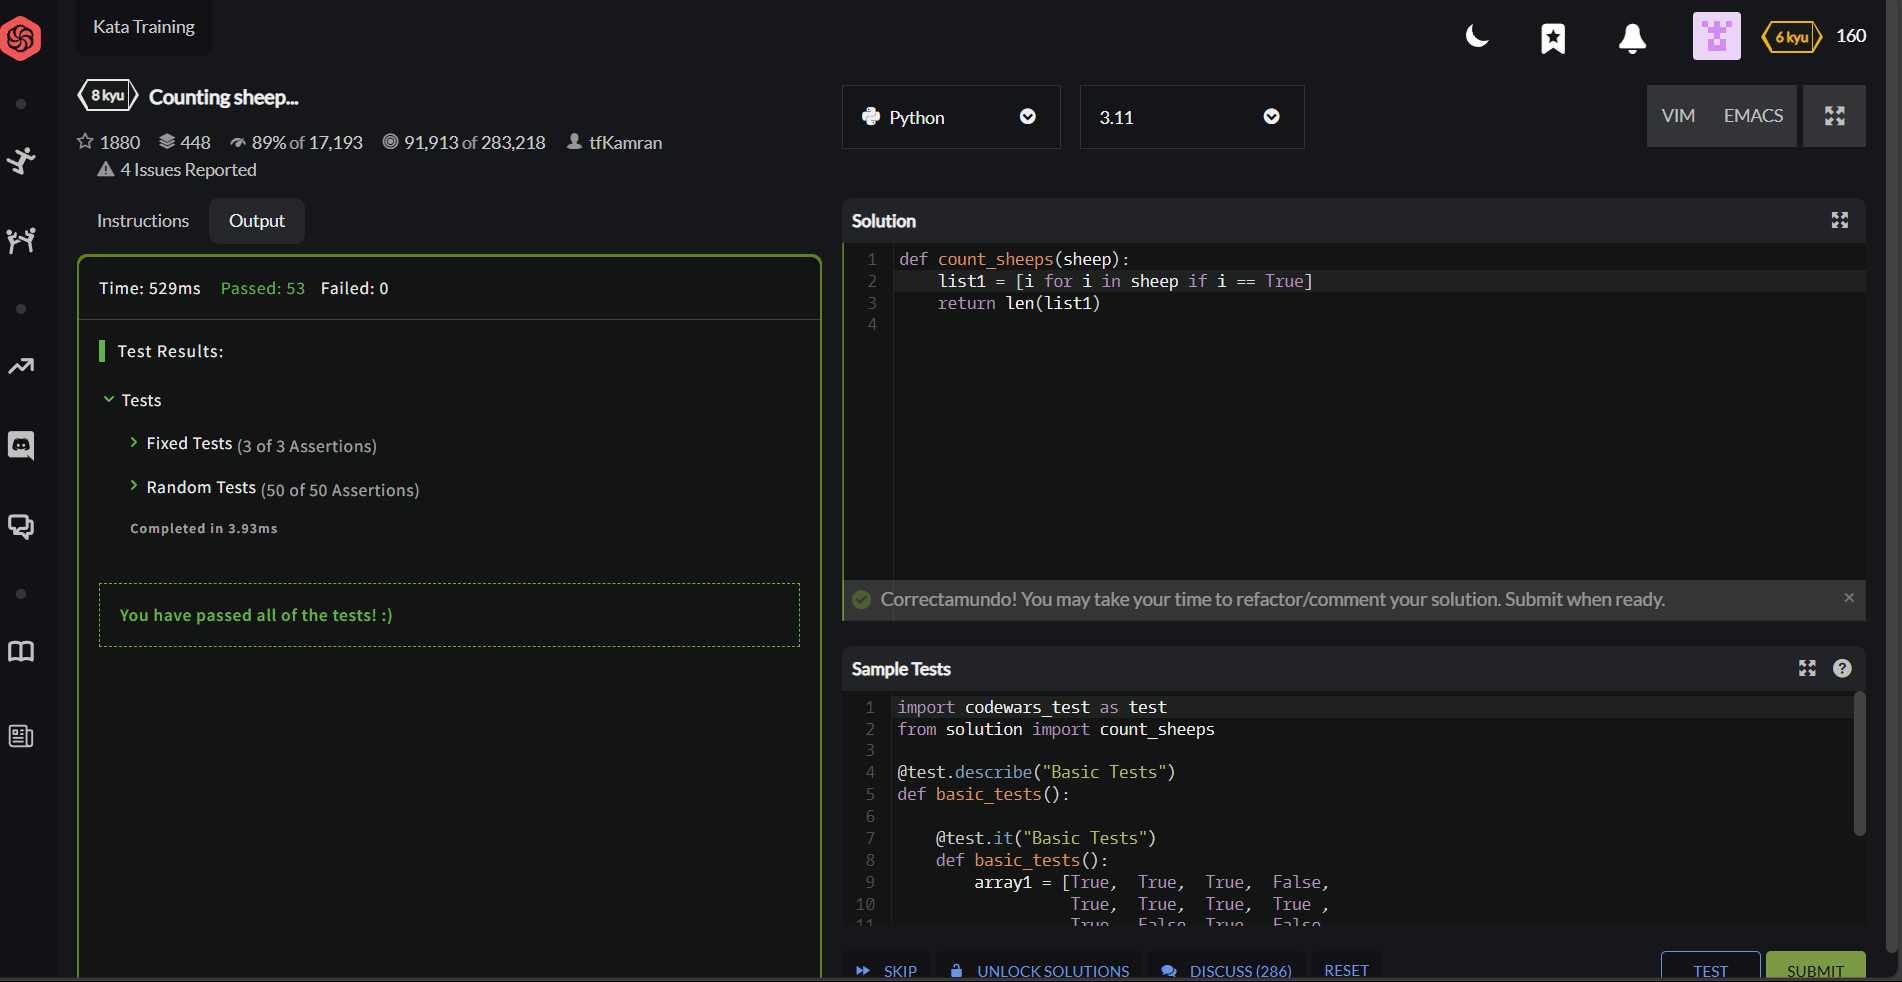 Kata Training
6 kyu 160
8 kyu Counting sheep...
1880 448 89% of 17,193 91,913 of 283,218 tfKamran
4 Issues Reported
Instructions Output
Time: 529ms Passed: 53 Failed: 0
Test Results:
Tests
Fixed Tests (3 of 3 Assertions)
Random Tests (50 of 50 Assertions)
Completed in 3.93ms
You have passed all of the tests! :)
Python 3.11 VIM EMACS
Solution
1 def count_sheeps(sheep):
2     list1 = [i for i in sheep if i == True]
3     return len(list1)
4
Correctamundo! You may take your time to refactor/comment your solution. Submit when ready. ×
Sample Tests ?
1 import codewars_test as test
2 from solution import count_sheeps
3
4 @test.describe("Basic Tests")
5 def basic_tests():
6
7     @test.it("Basic Tests")
8     def basic_tests():
9         array1 = [True,  True,  True,  False,
10                   True,  True,  True,  True ,
11                   True  False  True  False
SKIP UNLOCK SOLUTIONS DISCUSS (286) RESET TEST SUBMIT